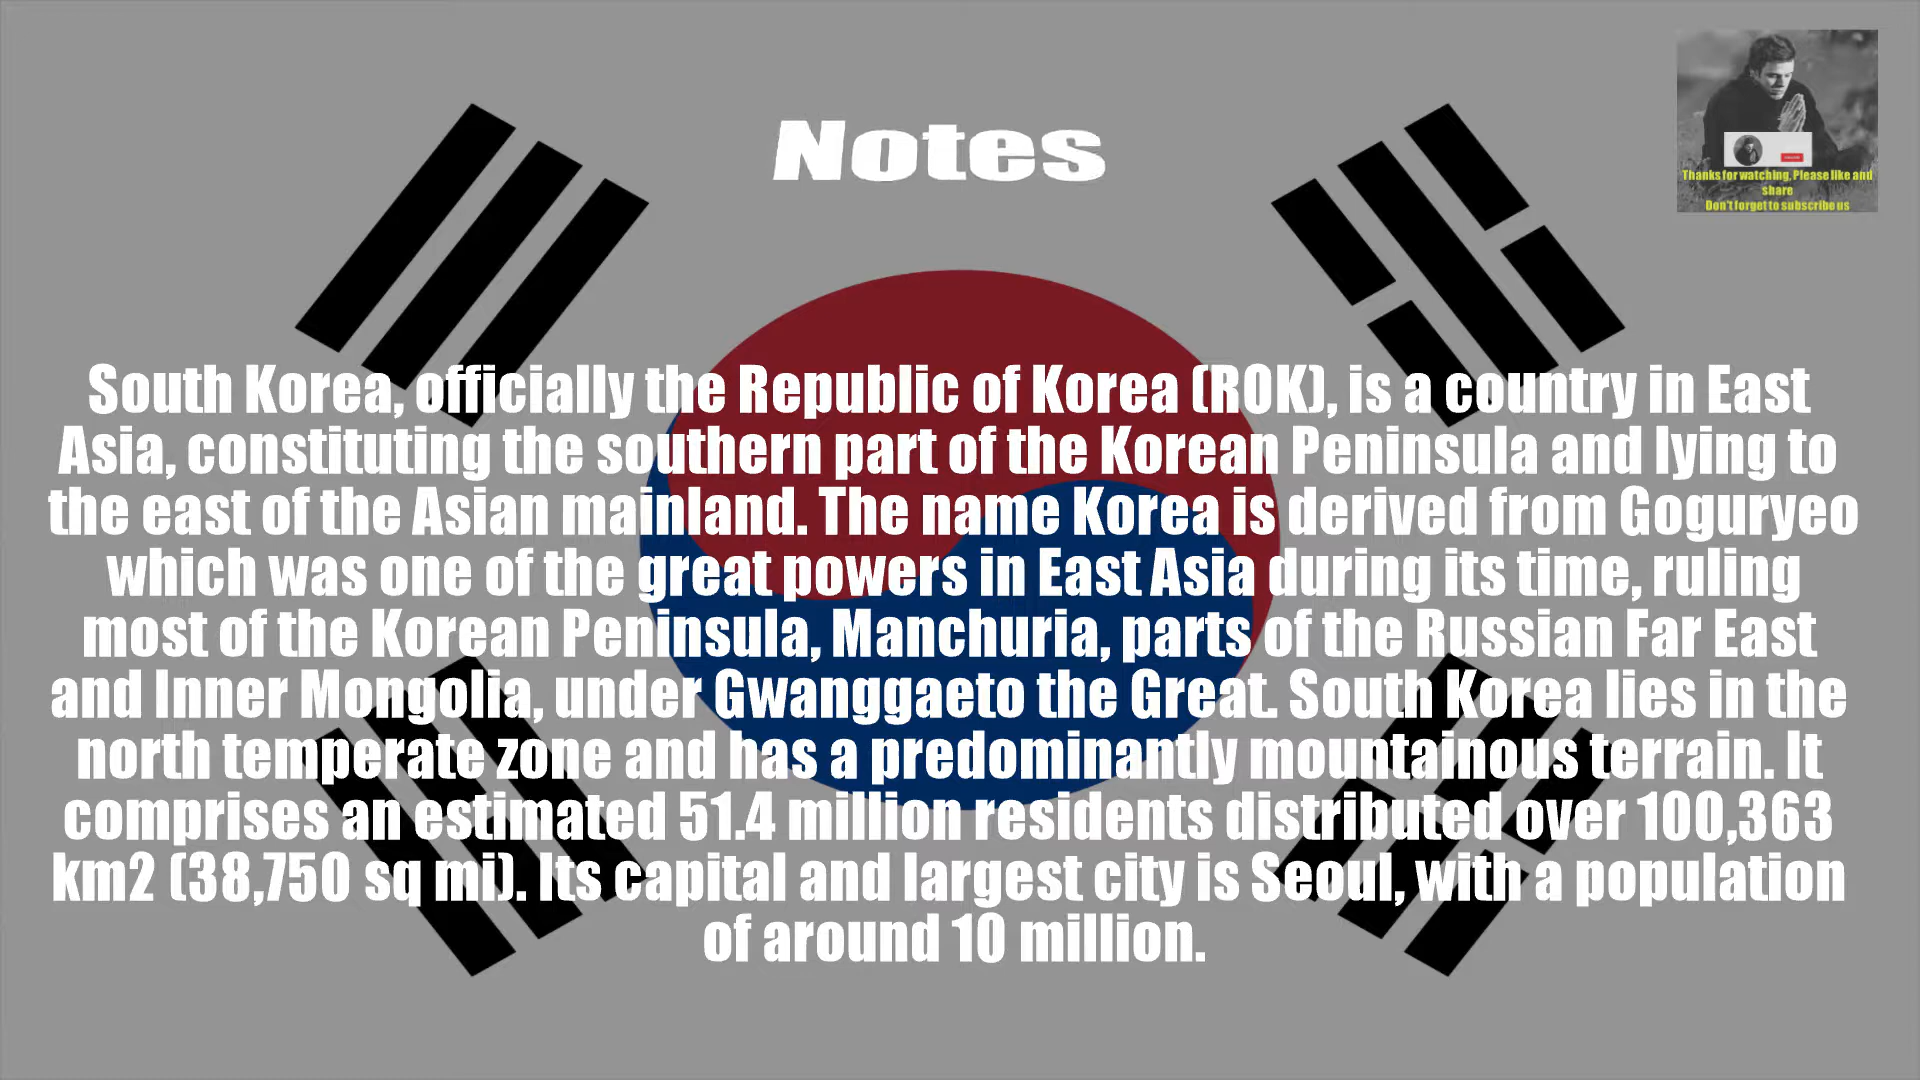 Notes
Thanks for watching, Please like and
share
Don't forget to subscribe us
South Korea, officially the Republic of Korea (ROK), is a country in East
Asia, constituting the southern part of the Korean Peninsula and lying to
the east of the Asian mainland. The name Korea is derived from Goguryeo
which was one of the great powers in East Asia during its time, ruling
most of the Korean Peninsula, Manchuria, parts of the Russian Far East
and Inner Mongolia, under Gwanggaeto the Great. South Korea lies in the
north temperate zone and has a predominantly mountainous terrain. It
comprises an estimated 51.4 million residents distributed over 100,363
km2 (38,750 sq mi). Its capital and largest city is Seoul, with a population
of around 10 million.